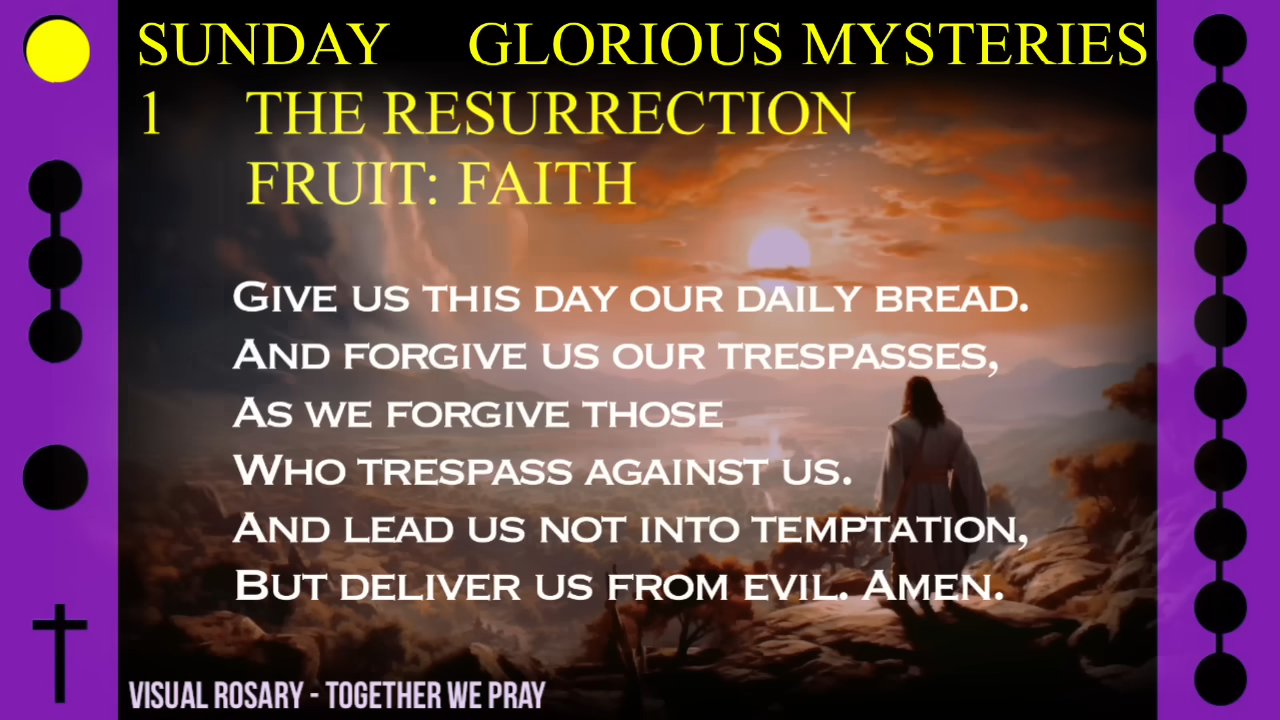 SUNDAY GLORIOUS MYSTERIES
1 THE RESURRECTION
FRUIT: FAITH
GIVE US THIS DAY OUR DAILY BREAD.
AND FORGIVE US OUR TRESPASSES,
AS WE FORGIVE THOSE
WHO TRESPASS AGAINST US.
AND LEAD US NOT INTO TEMPTATION,
BUT DELIVER US FROM EVIL. AMEN.
VISUAL ROSARY - TOGETHER WE PRAY